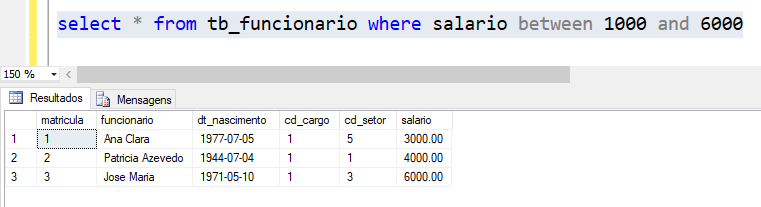 select * from tb_funcionario where salario between 1000 and 6000
150 %
Resultados Mensagens
matricula funcionario dt_nascimento cd_cargo cd_setor salario
1 1 Ana Clara 1977-07-05 1 5 3000.00
2 2 Patricia Azevedo 1944-07-04 1 1 4000.00
3 3 Jose Maria 1971-05-10 1 3 6000.00